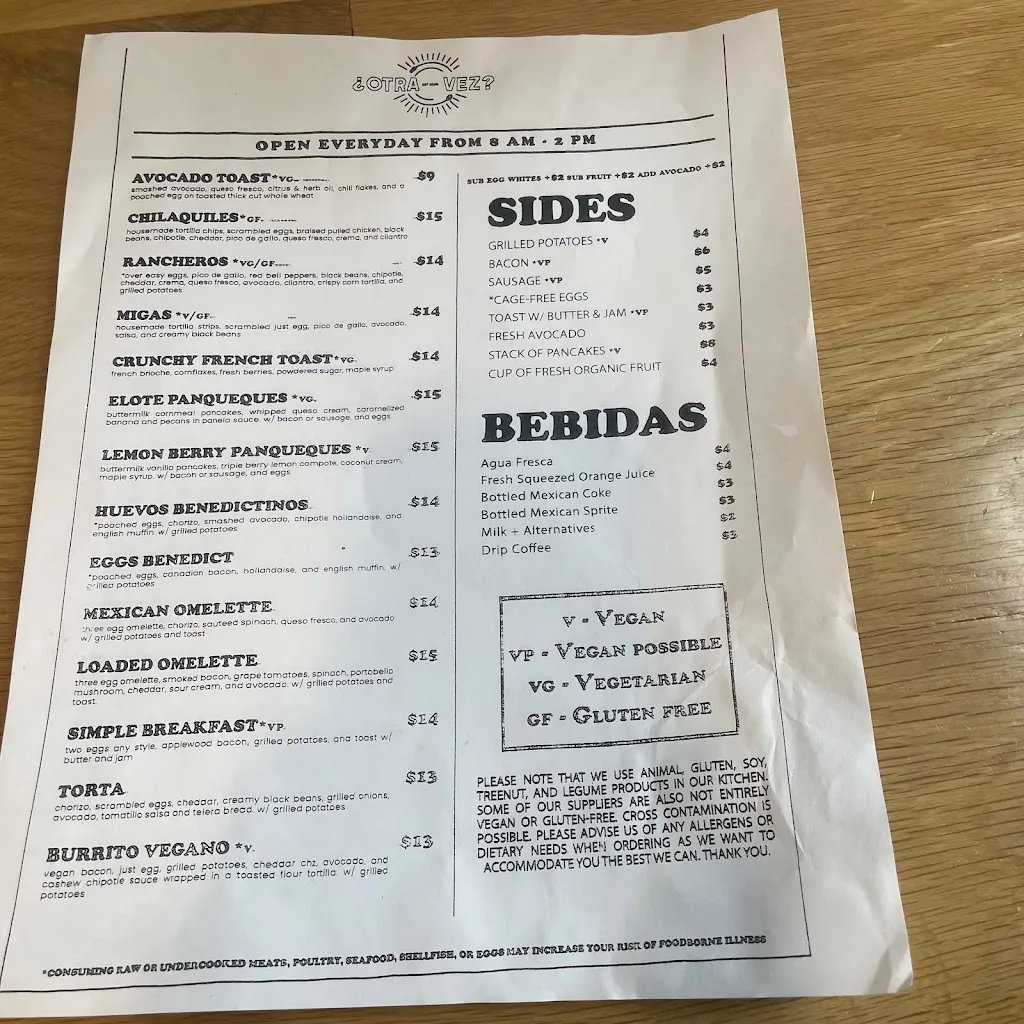 ¿OTRA VEZ?
OPEN EVERYDAY FROM 8 AM - 2 PM
AVOCADO TOAST*VG $9
smashed avocado, queso fresco, citrus & herb oil, chili flakes, and a
poached egg on toasted thick cut whole wheat
CHILAQUILES*GF $15
housemade tortilla chips, scrambled eggs, braised pulled chicken, black
beans, chipotle, cheddar, pico de gallo, queso fresco, crema, and cilantro
RANCHEROS *VG/GF $14
*over easy eggs, pico de gallo, red bell peppers, black beans, chipotle,
cheddar, crema, queso fresco, avocado, cilantro, crispy corn tortilla, and
grilled potatoes
MIGAS *V/GF $14
housemade tortilla strips, scrambled just egg, pico de gallo, avocado,
salsa, and creamy black beans
CRUNCHY FRENCH TOAST*VG $14
french brioche, cornflakes, fresh berries, powdered sugar, maple syrup
ELOTE PANQUEQUES *VG $15
buttermilk cornmeal pancakes, whipped queso cream, caramelized
banana and pecans in panela sauce. w/ bacon or sausage, and eggs
LEMON BERRY PANQUEQUES *V $15
buttermilk vanilla pancakes, triple berry lemon compote, coconut cream,
maple syrup. w/ bacon or sausage, and eggs
HUEVOS BENEDICTINOS $14
*poached eggs, chorizo, smashed avocado, chipotle hollandaise, and
english muffin. w/ grilled potatoes
EGGS BENEDICT $13
*poached eggs, canadian bacon, hollandaise, and english muffin. w/
grilled potatoes
MEXICAN OMELETTE $14
three egg omelette, chorizo, sauteed spinach, queso fresco, and avocado
w/ grilled potatoes and toast
LOADED OMELETTE $15
three egg omelette, smoked bacon, grape tomatoes, spinach, portobello
mushroom, cheddar, sour cream, and avocado. w/ grilled potatoes and
toast
SIMPLE BREAKFAST*VP $14
two eggs any style, applewood bacon, grilled potatoes, and toast w/
butter and jam
TORTA $13
chorizo, scrambled eggs, cheddar, creamy black beans, grilled onions,
avocado, tomatillo salsa and telera bread. w/ grilled potatoes
BURRITO VEGANO *V. $13
vegan bacon, just egg, grilled potatoes, cheddar chz, avocado, and
cashew chipotle sauce wrapped in a toasted flour tortilla. w/ grilled
potatoes
SUB EGG WHITES +$2 SUB FRUIT +$2 ADD AVOCADO +$2
SIDES
GRILLED POTATOES *V $4
BACON *VP $6
SAUSAGE *VP $5
*CAGE-FREE EGGS $3
TOAST W/ BUTTER & JAM *VP $3
FRESH AVOCADO $3
STACK OF PANCAKES *V $8
CUP OF FRESH ORGANIC FRUIT $4
BEBIDAS
Agua Fresca $4
Fresh Squeezed Orange Juice $4
Bottled Mexican Coke $3
Bottled Mexican Sprite $3
Milk + Alternatives $2
Drip Coffee $3
V - VEGAN
VP - VEGAN POSSIBLE
VG - VEGETARIAN
GF - GLUTEN FREE
PLEASE NOTE THAT WE USE ANIMAL, GLUTEN, SOY,
TREENUT, AND LEGUME PRODUCTS IN OUR KITCHEN.
SOME OF OUR SUPPLIERS ARE ALSO NOT ENTIRELY
VEGAN OR GLUTEN-FREE. CROSS CONTAMINATION IS
POSSIBLE. PLEASE ADVISE US OF ANY ALLERGENS OR
DIETARY NEEDS WHEN ORDERING AS WE WANT TO
ACCOMMODATE YOU THE BEST WE CAN. THANK YOU.
*CONSUMING RAW OR UNDERCOOKED MEATS, POULTRY, SEAFOOD, SHELLFISH, OR EGGS MAY INCREASE YOUR RISK OF FOODBORNE ILLNESS